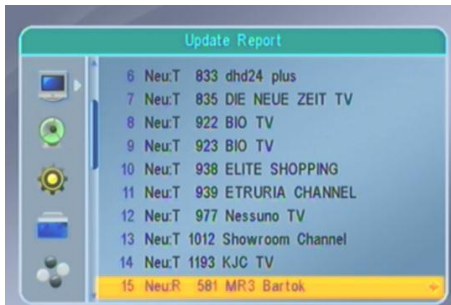 Update Report
6 Neu:T 833 dhd24 plus
7 Neu:T 835 DIE NEUE ZEIT TV
8 Neu:T 922 BIO TV
9 Neu:T 923 BIO TV
10 Neu:T 938 ELITE SHOPPING
11 Neu:T 939 ETRURIA CHANNEL
12 Neu:T 977 Nessuno TV
13 Neu:T 1012 Showroom Channel
14 Neu:T 1193 KJC TV
15 Neu:R 581 MR3 Bartok